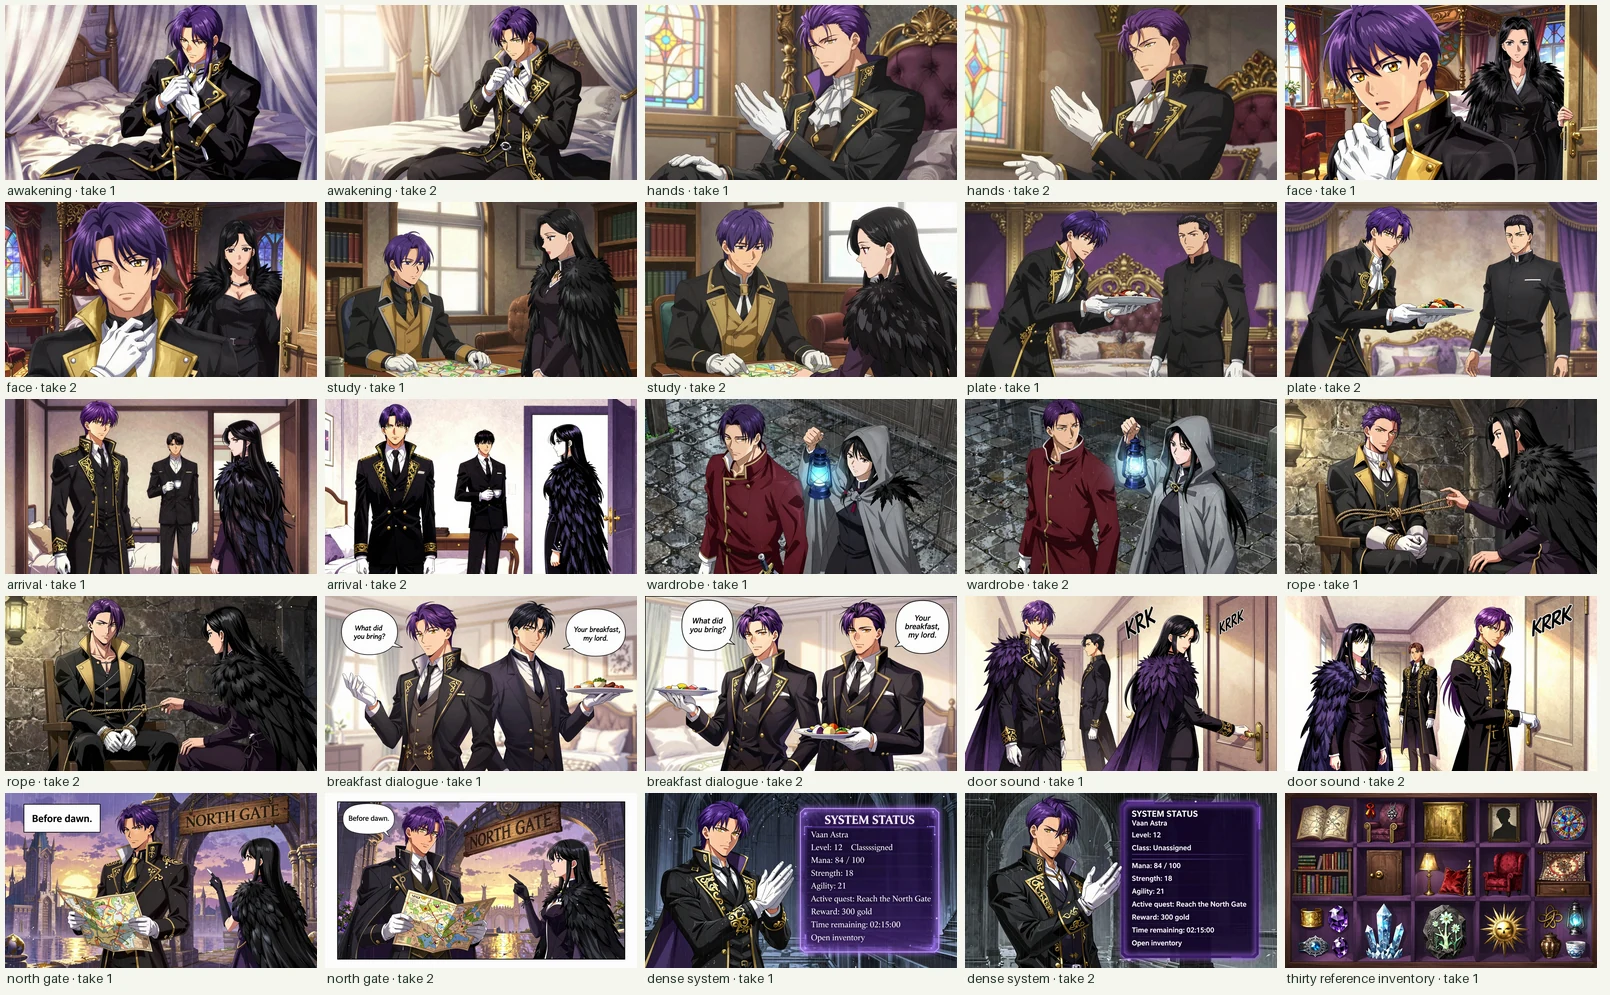 awakening · take 1
awakening · take 2
hands · take 1
hands · take 2
face · take 1
face · take 2
study · take 1
study · take 2
plate · take 1
plate · take 2
arrival · take 1
arrival · take 2
wardrobe · take 1
wardrobe · take 2
rope · take 1
What did
you bring?
Your breakfast,
my lord.
What did
you bring?
Your
breakfast,
my lord.
KRK
KRRK
KRRK
rope · take 2
breakfast dialogue · take 1
breakfast dialogue · take 2
door sound · take 1
door sound · take 2
Before dawn.
NORTH GATE
Before dawn.
NORTH GATE
SYSTEM STATUS
Vaan Astra
Level: 12 Classssigned
Mana: 84 / 100
Strength: 18
Agility: 21
Active quest: Reach the North Gate
Reward: 300 gold
Time remaining: 02:15:00
Open inventory
SYSTEM STATUS
Vaan Astra
Level: 12
Class: Unassigned
Mana: 84 / 100
Strength: 18
Agility: 21
Active quest: Reach the North Gate
Reward: 300 gold
Time remaining: 02:15:00
Open inventory
north gate · take 1
north gate · take 2
dense system · take 1
dense system · take 2
thirty reference inventory · take 1